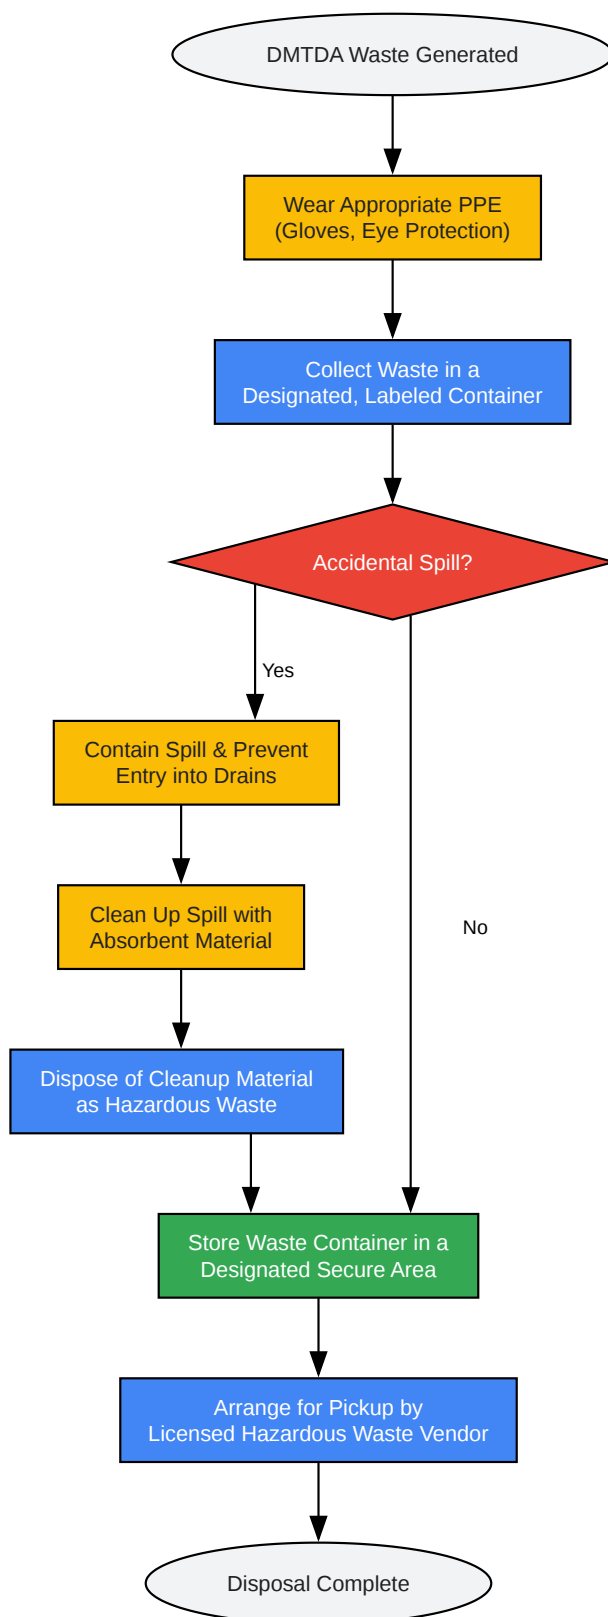 DMTDA Waste Generated
Wear Appropriate PPE
(Gloves, Eye Protection)
Collect Waste in a
Designated, Labeled Container
Accidental Spill?
Yes
Contain Spill & Prevent
Entry into Drains
Clean Up Spill with
Absorbent Material
No
Dispose of Cleanup Material
as Hazardous Waste
Store Waste Container in a
Designated Secure Area
Arrange for Pickup by
Licensed Hazardous Waste Vendor
Disposal Complete